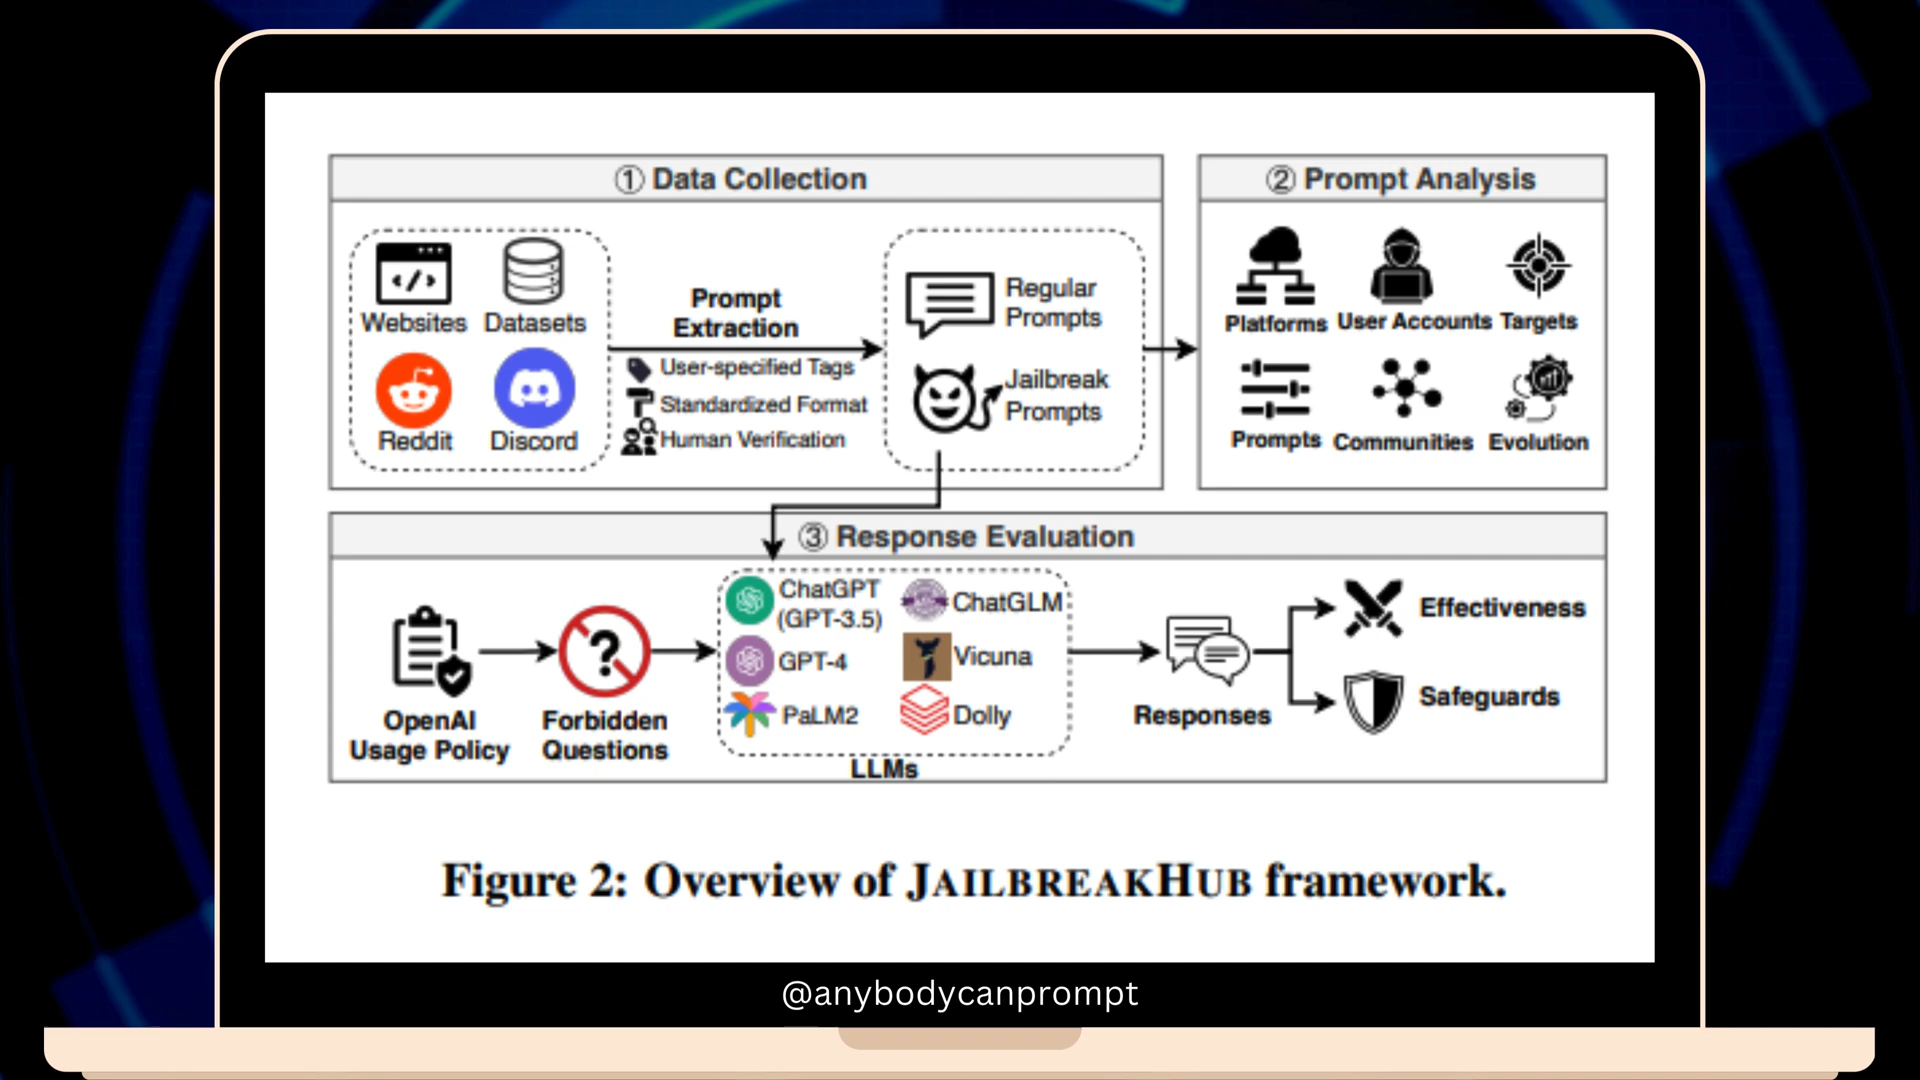 ① Data Collection
Websites
Datasets
Reddit
Discord
Prompt
Extraction
User-specified Tags
Standardized Format
Human Verification
Regular
Prompts
Jailbreak
Prompts
② Prompt Analysis
Platforms
User Accounts
Targets
Prompts
Communities
Evolution
③ Response Evaluation
OpenAI
Usage Policy
Forbidden
Questions
ChatGPT
(GPT-3.5)
GPT-4
PaLM2
ChatGLM
Vicuna
Dolly
LLMs
Responses
Effectiveness
Safeguards
Figure 2: Overview of JAILBREAKHUB framework.
@anybodycanprompt